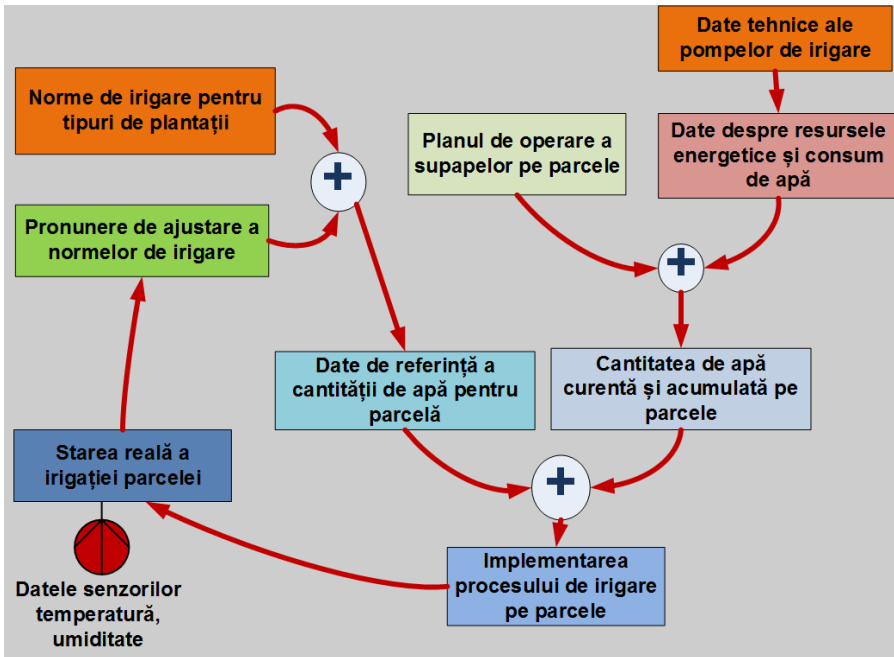 Date tehnice ale
pompelor de irigare
Norme de irigare pentru
tipuri de plantații
Planul de operare a
supapelor pe parcele
Date despre resursele
energetice și consum
de apă
+
Pronunere de ajustare a
normelor de irigare
+
Date de referință a
cantității de apă pentru
parcelă
Cantitatea de apă
curentă și acumulată pe
parcele
Starea reală a
irigației parcelei
+
Implementarea
procesului de irigare
pe parcele
Datele senzorilor
temperatură,
umiditate